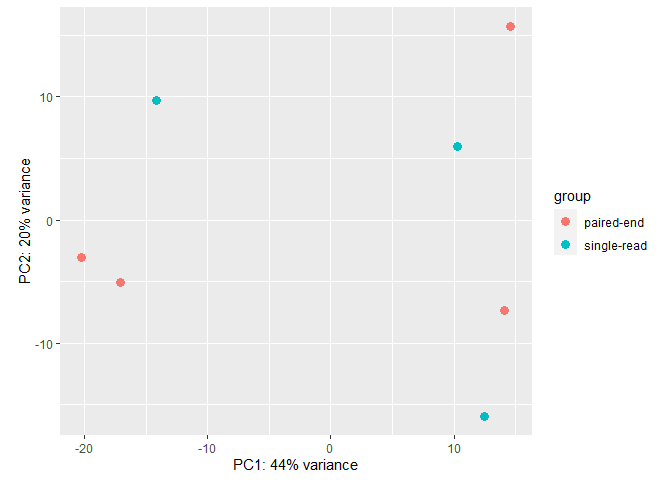 10
0
-10
PC2: 20% variance
-20
-10
0
10
PC1: 44% variance
group
paired-end
single-read